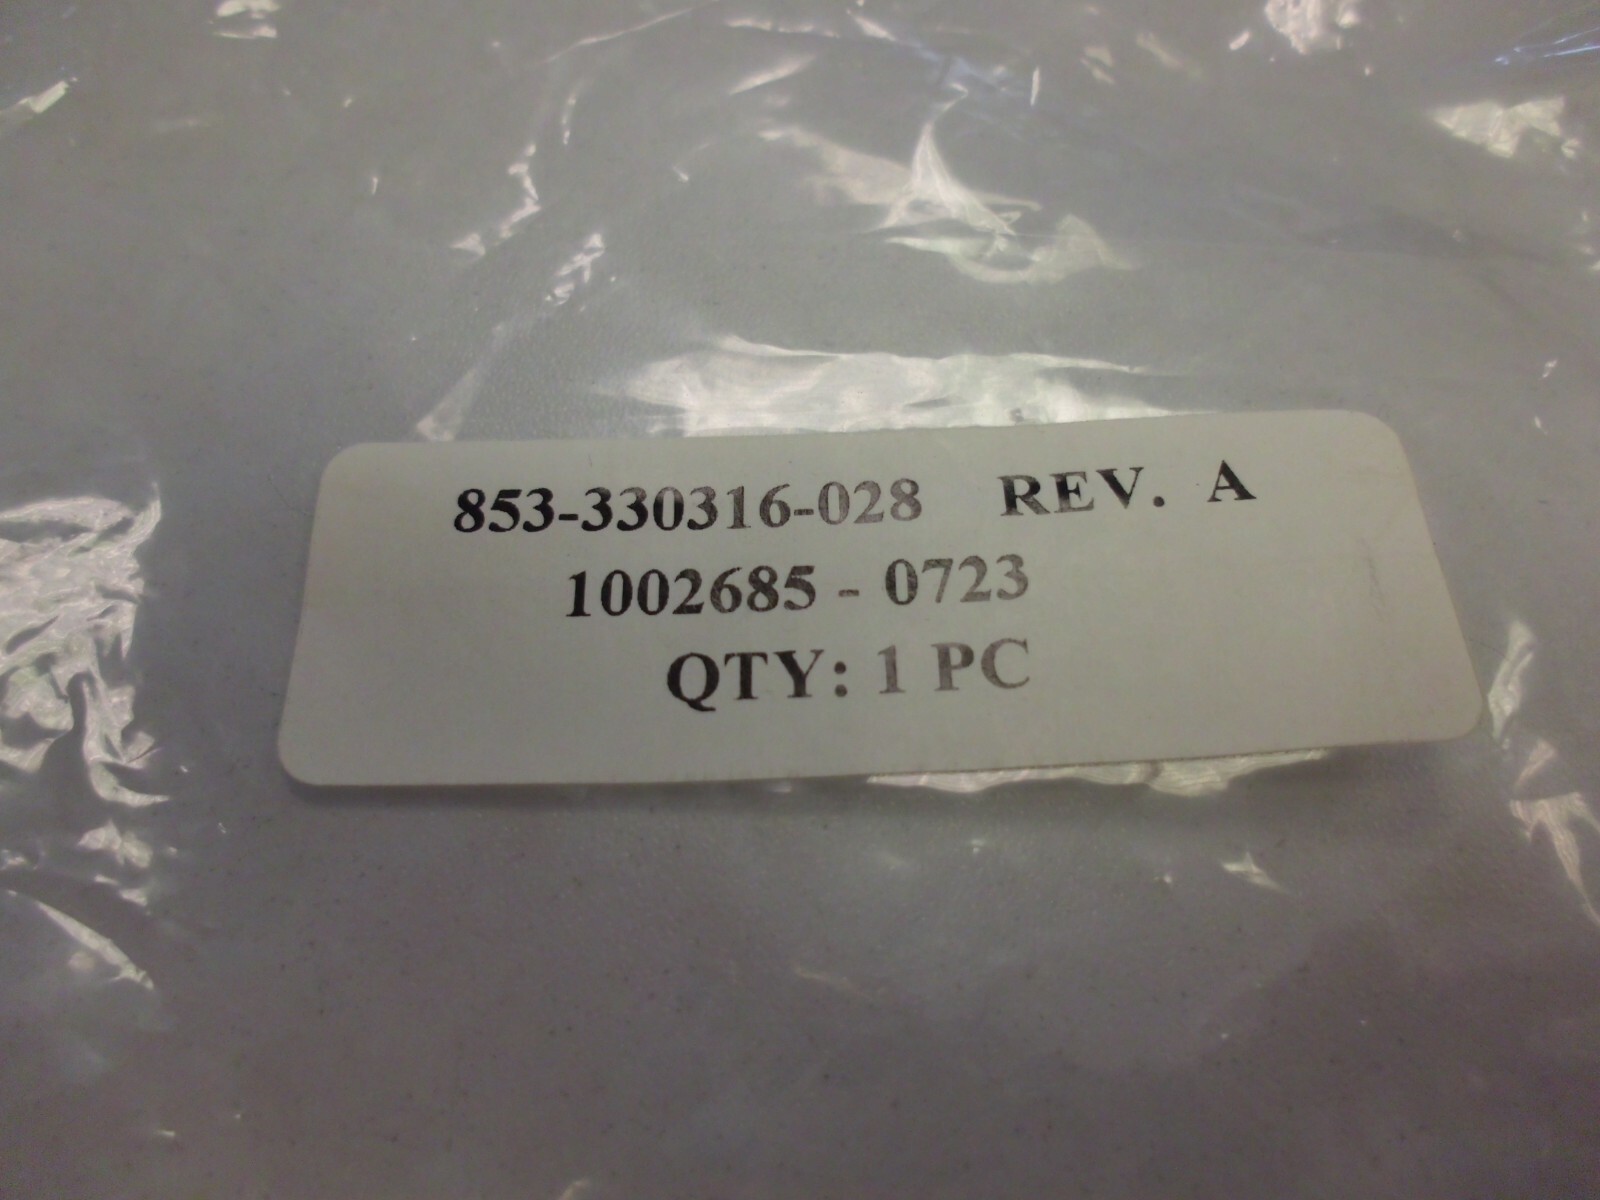 853-330316-028 REV. A
1002685 - 0723
QTY: 1 PC